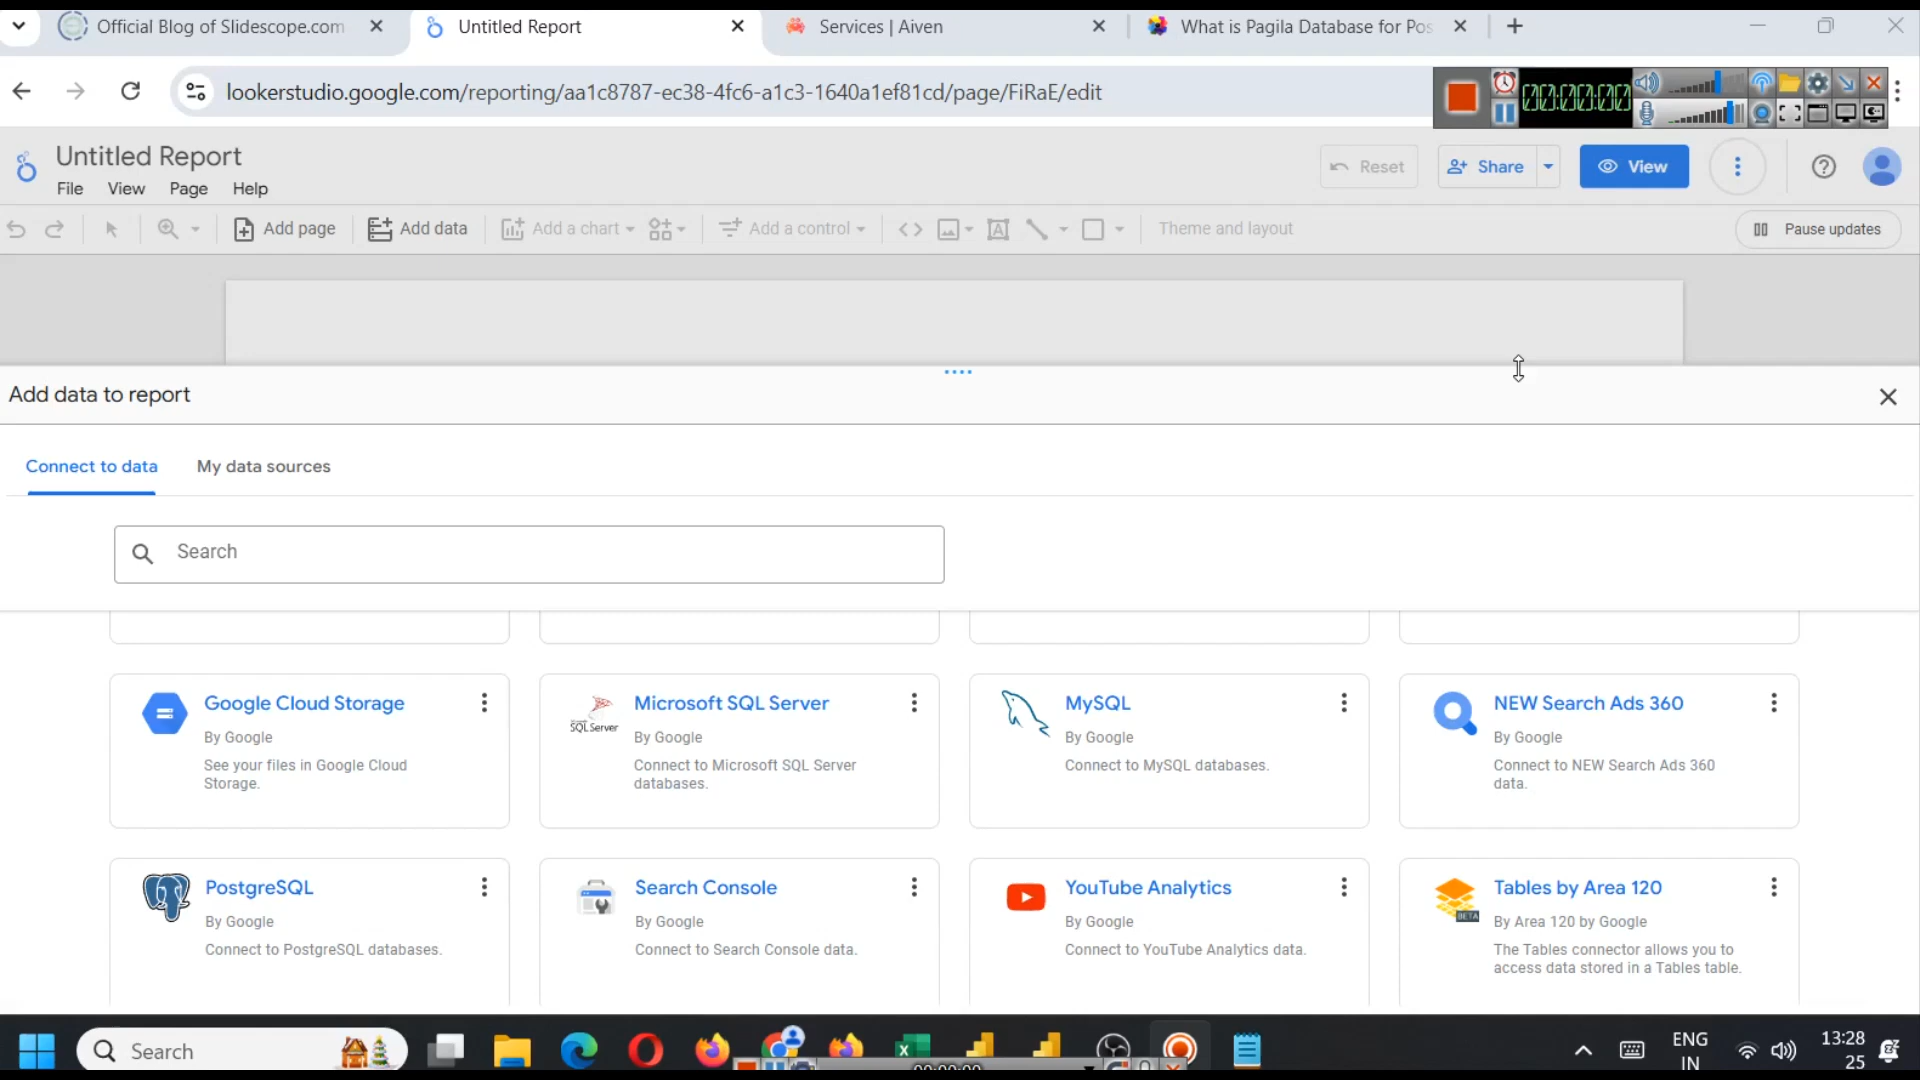 Official Blog of Slidescope.com
Untitled Report
Services | Aiven
What is Pagila Database for Pos
lookerstudio.google.com/reporting/aa1c8787-ec38-4fc6-a1c3-1640a1ef81cd/page/FiRaE/edit
00:00:00:00
Untitled Report
File View Page Help
Reset
Share
View
Add page
Add data
Add a chart
Add a control
Theme and layout
Pause updates
Add data to report
Connect to data
My data sources
Search
Google Cloud Storage
By Google
See your files in Google Cloud
Storage.
SQL Server
Microsoft SQL Server
By Google
Connect to Microsoft SQL Server
databases.
MySQL
By Google
Connect to MySQL databases.
NEW Search Ads 360
By Google
Connect to NEW Search Ads 360
data.
PostgreSQL
By Google
Connect to PostgreSQL databases.
Search Console
By Google
Connect to Search Console data.
YouTube Analytics
By Google
Connect to YouTube Analytics data.
BETA
Tables by Area 120
By Area 120 by Google
The Tables connector allows you to
access data stored in a Tables table.
Search
ENG
IN
13:28
25